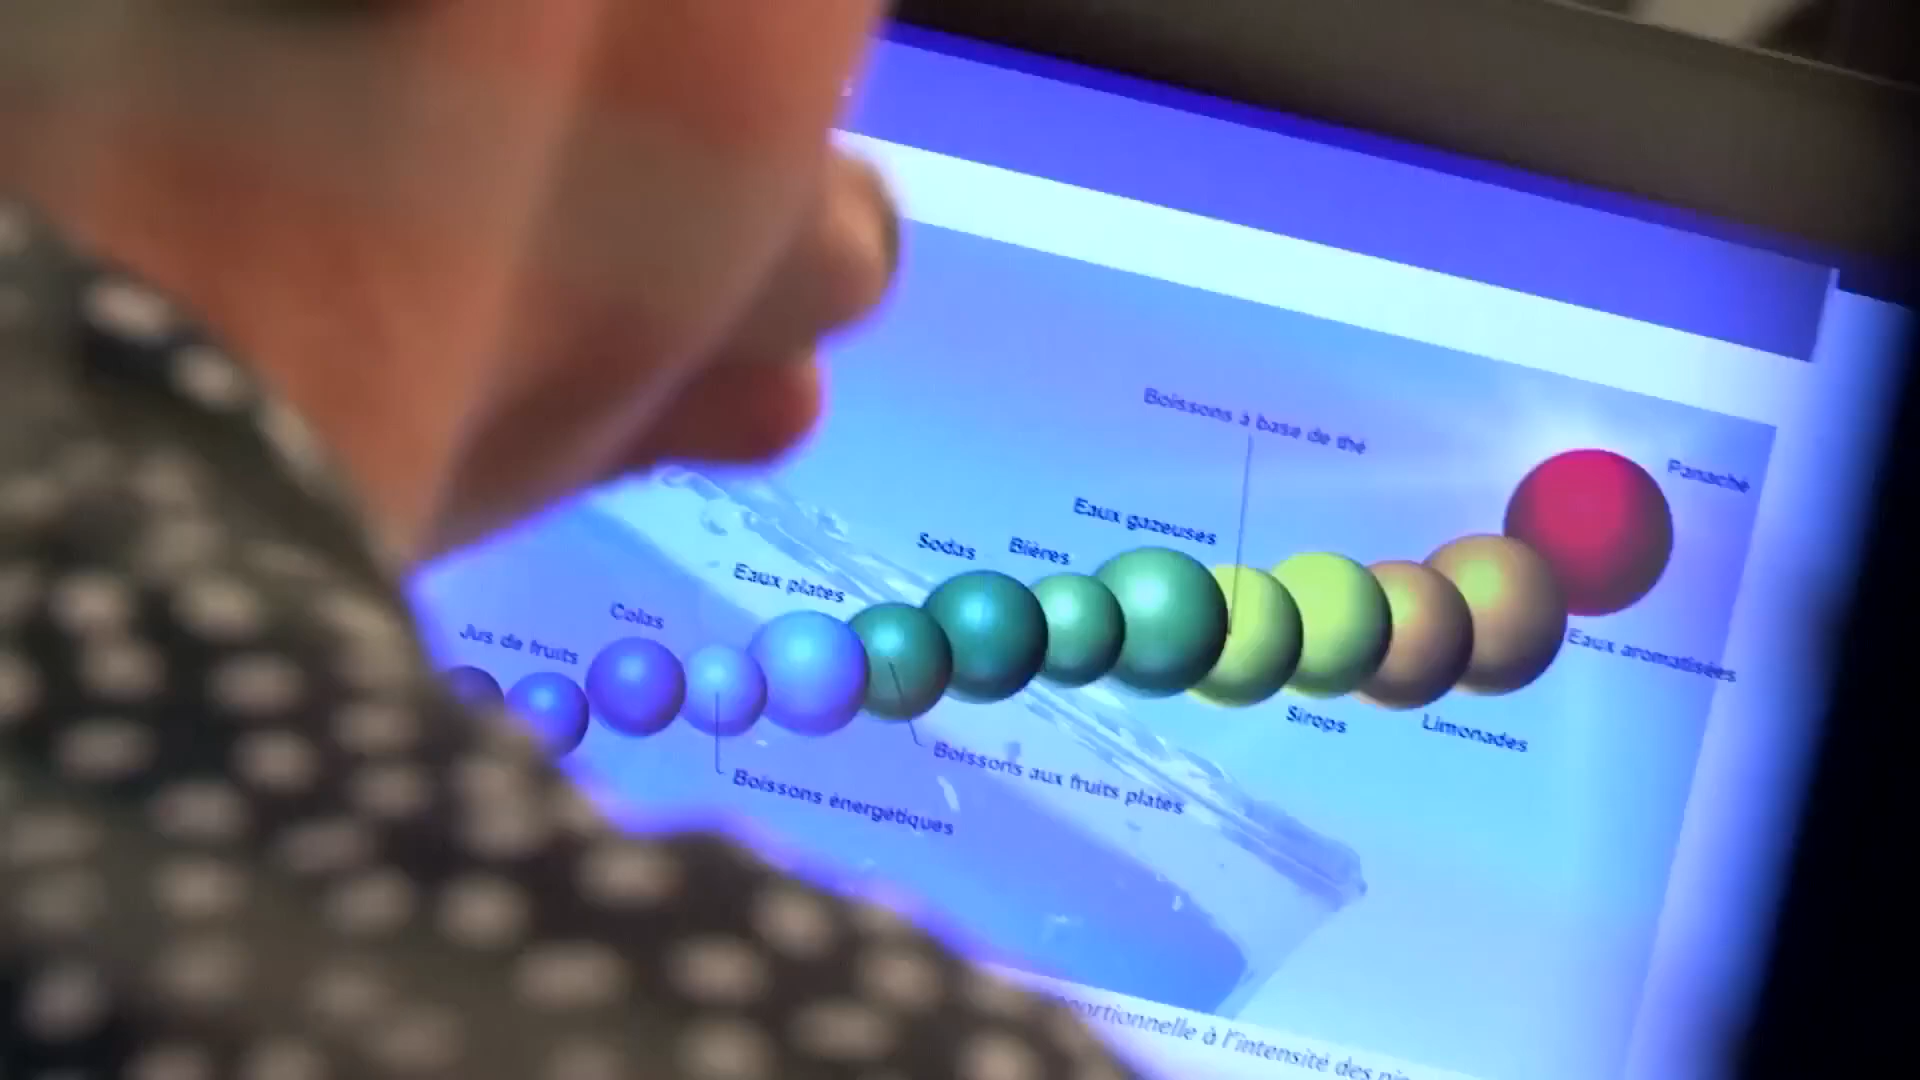 Boissons à base de thé
Panaché
Eaux gazeuses
Sodas
Bières
Eaux plates
Colas
Jus de fruits
Eaux aromatisées
Sirops
Limonades
Boissons aux fruits plates
Boissons énergétiques
à l'intensité des